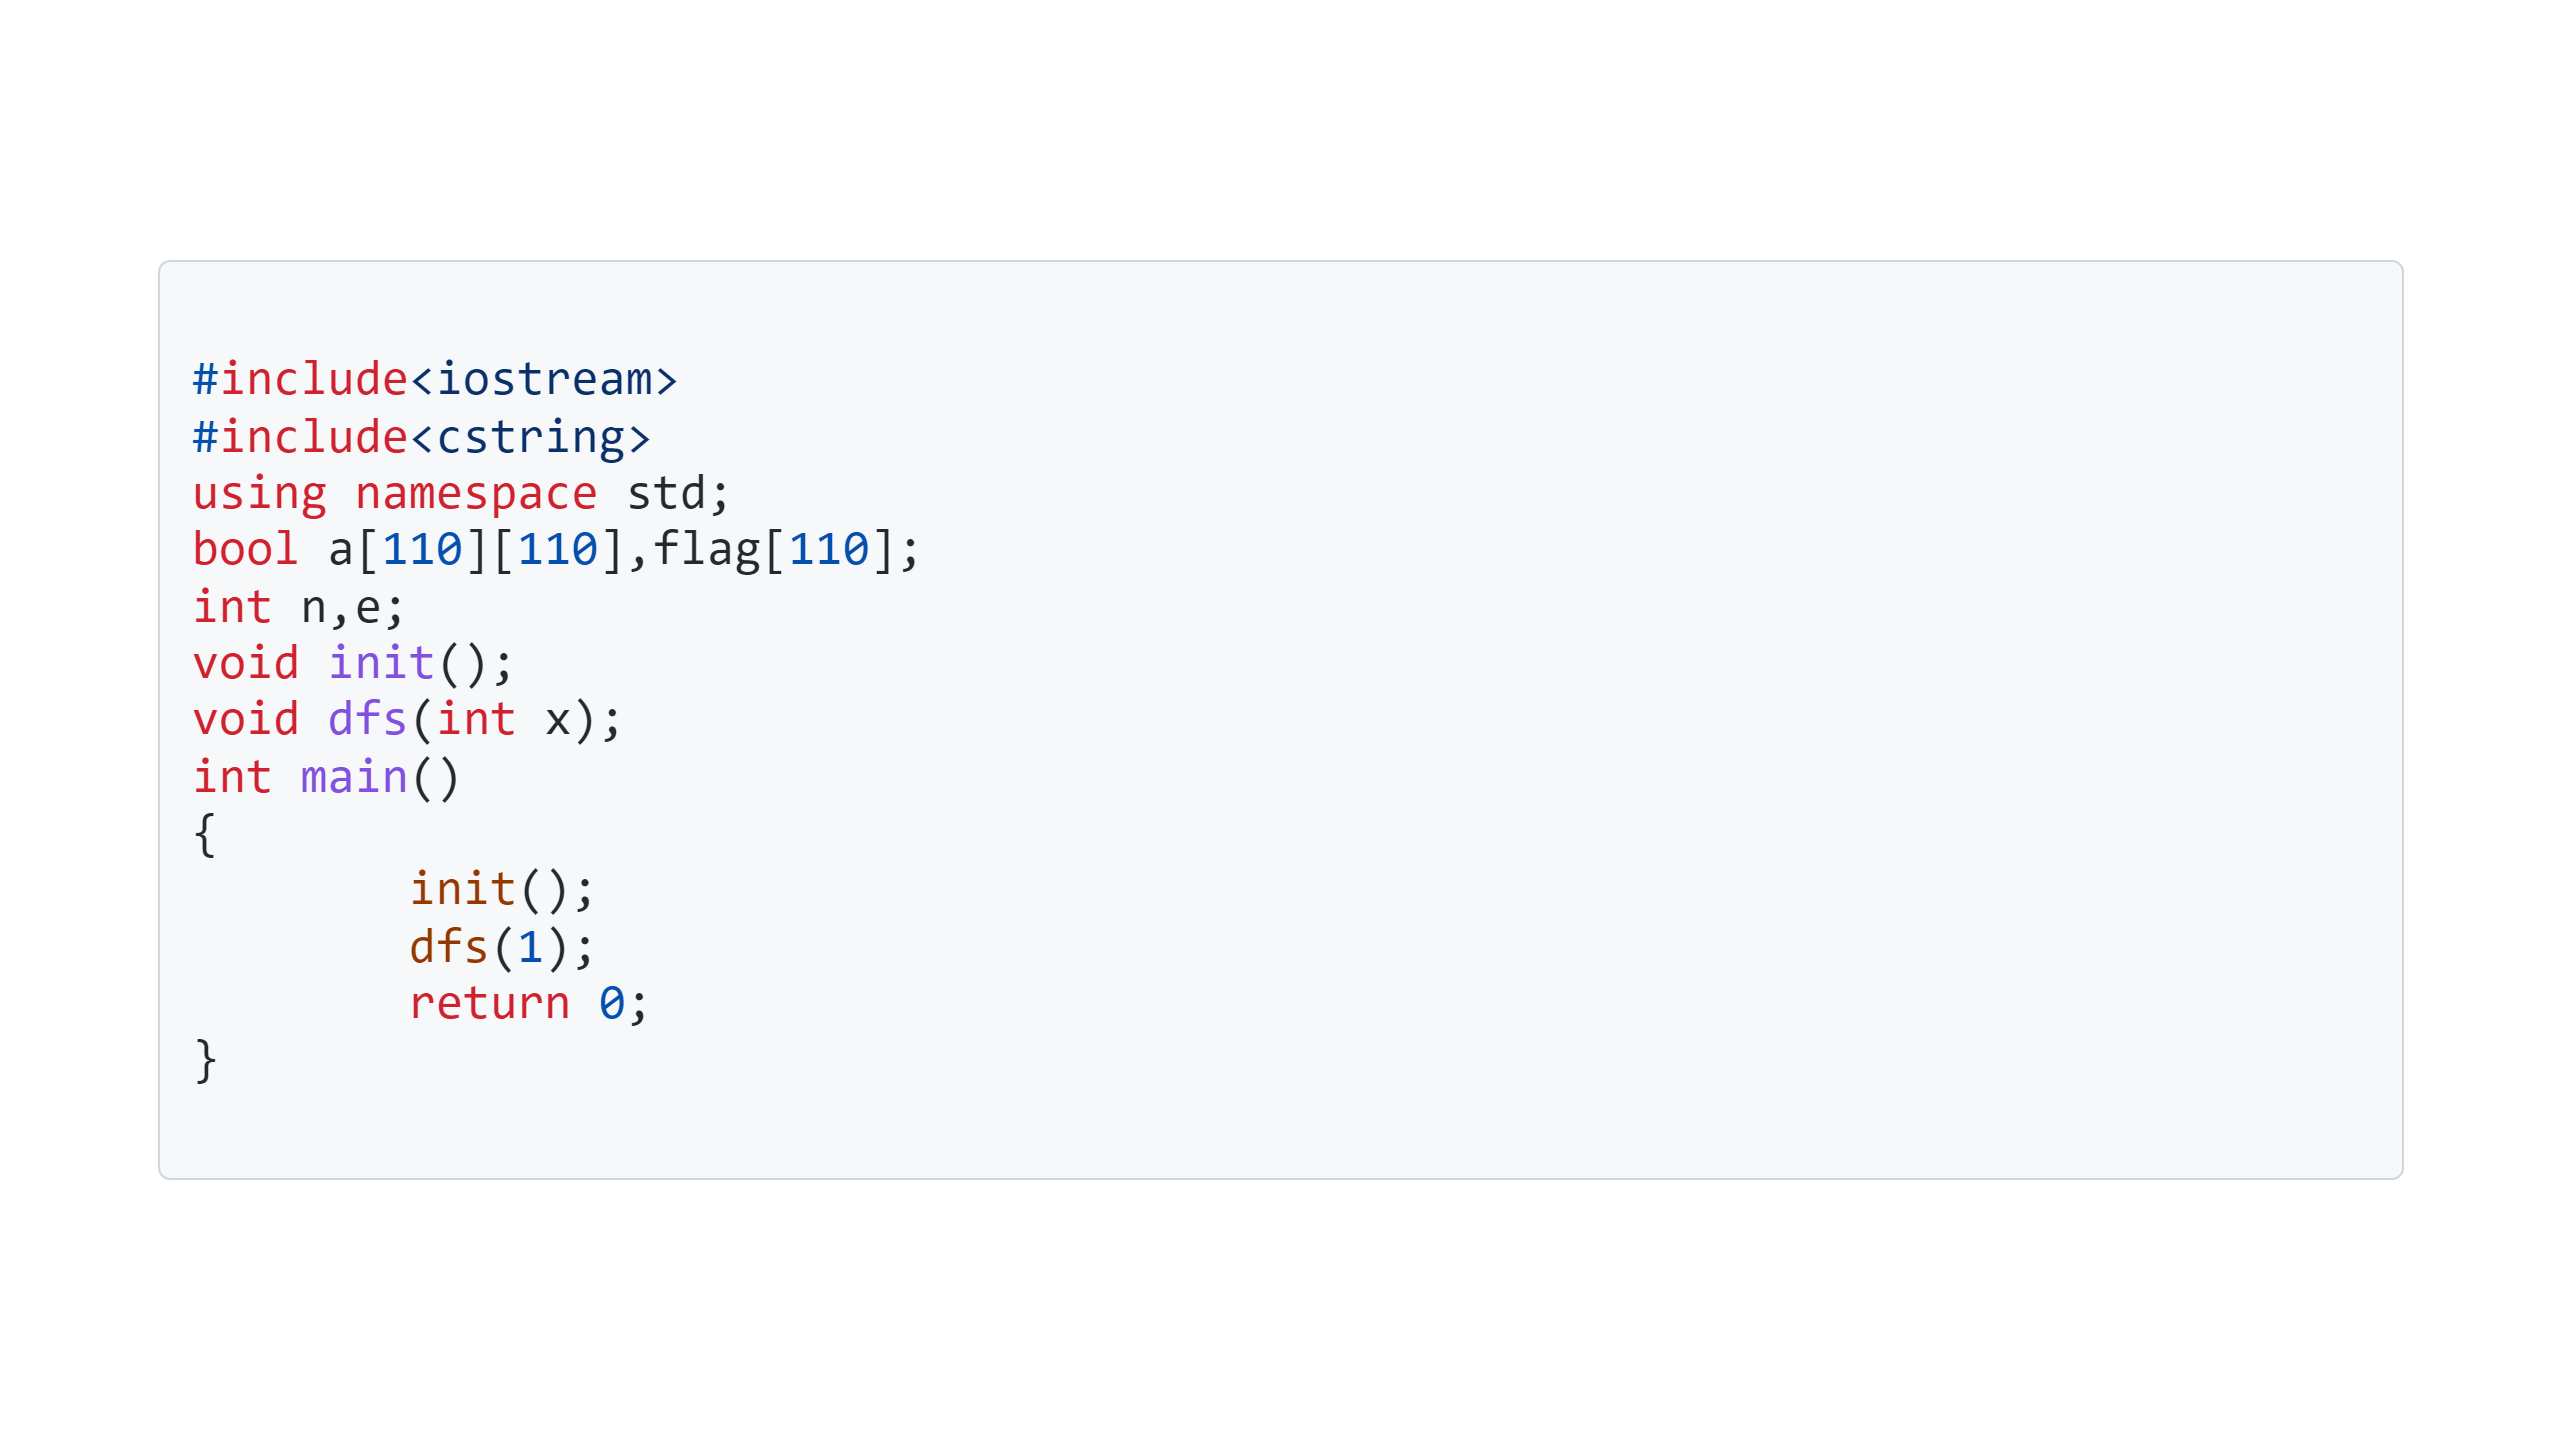 #include<iostream>
#include<cstring>
using namespace std;
bool a[110][110],flag[110];
int n,e;
void init();
void dfs(int x);
int main()
{
        init();
        dfs(1);
        return 0;
}